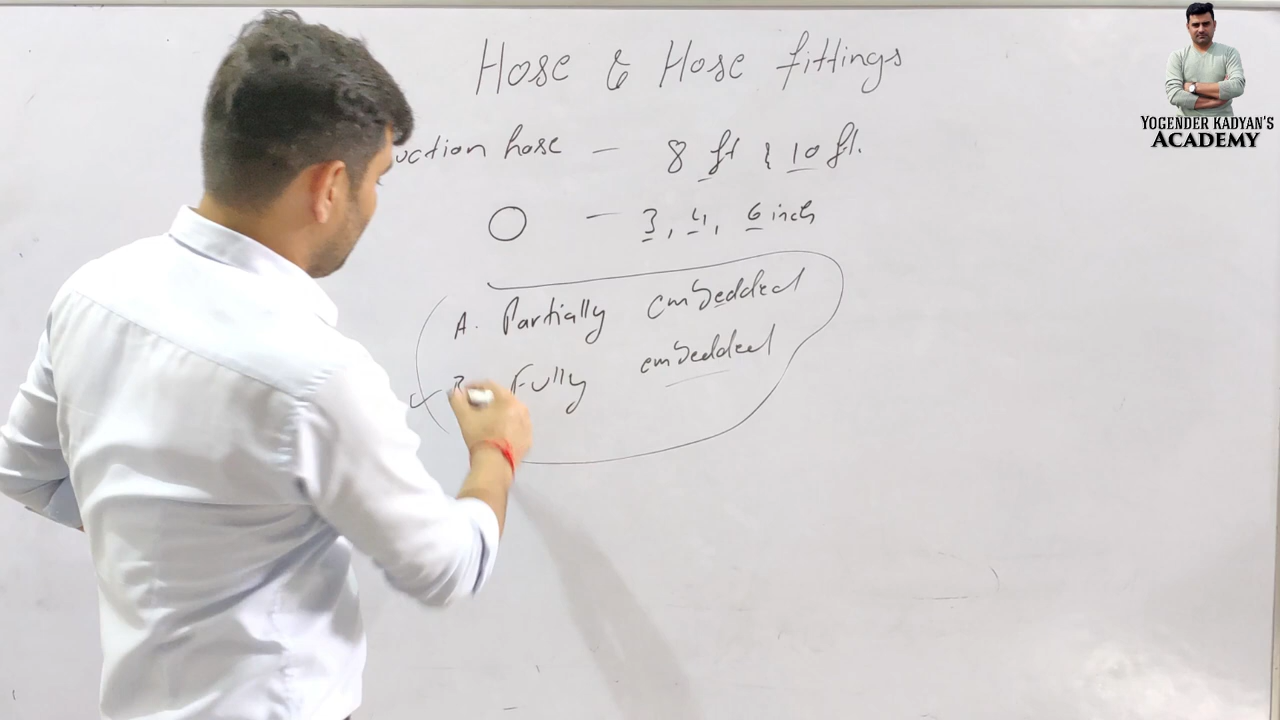 Hose & Hose fittings
uction hose — 8 ft & 10 ft.
— 3, 4, 6 inch
A. Partially embedded
B Fully embedded
YOGENDER KADYAN'S
ACADEMY